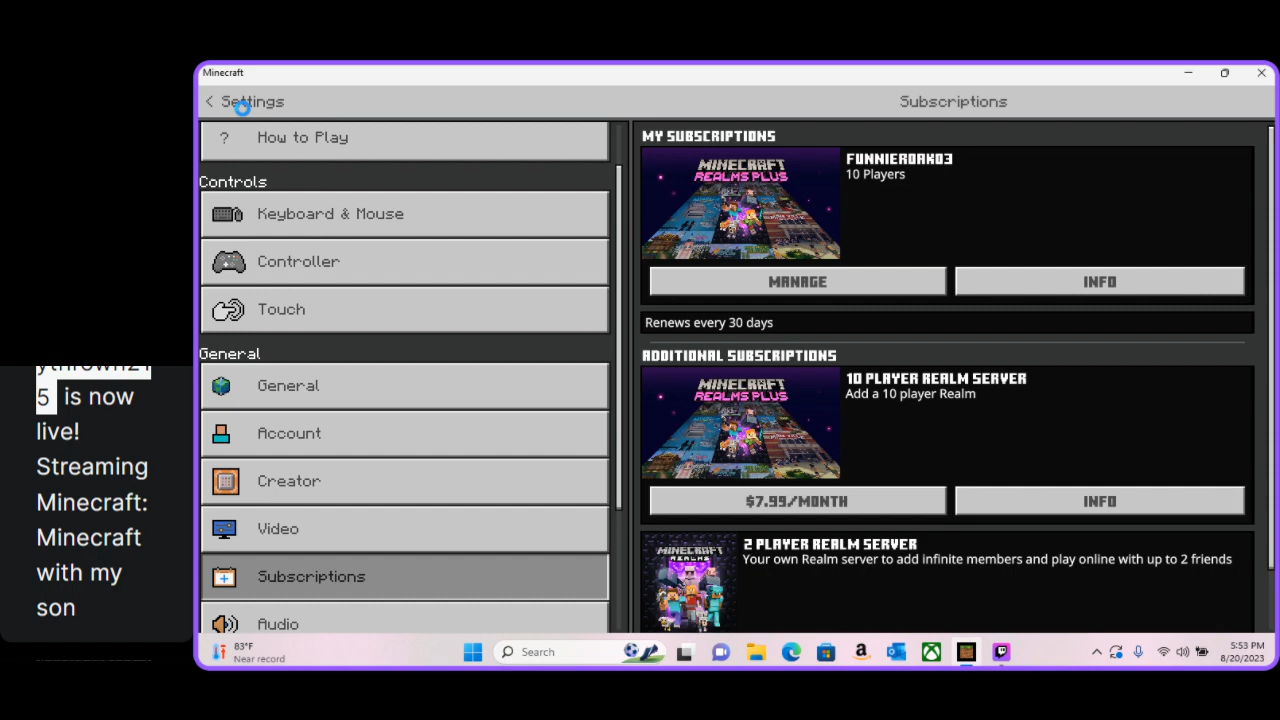 5 is now
live!
Streaming
Minecraft:
Minecraft
with my
son
Minecraft
Settings
Subscriptions
? How to Play
Controls
Keyboard & Mouse
Controller
Touch
General
General
Account
Creator
Video
Subscriptions
Audio
MY SUBSCRIPTIONS
MINECRAFT
REALMS PLUS
FUNNIEROAK03
10 Players
MANAGE
INFO
Renews every 30 days
ADDITIONAL SUBSCRIPTIONS
MINECRAFT
REALMS PLUS
10 PLAYER REALM SERVER
Add a 10 player Realm
$7.99/MONTH
INFO
MINECRAFT
REALMS
2 PLAYER REALM SERVER
Your own Realm server to add infinite members and play online with up to 2 friends
83°F
Near record
Search
5:53 PM
8/20/2023